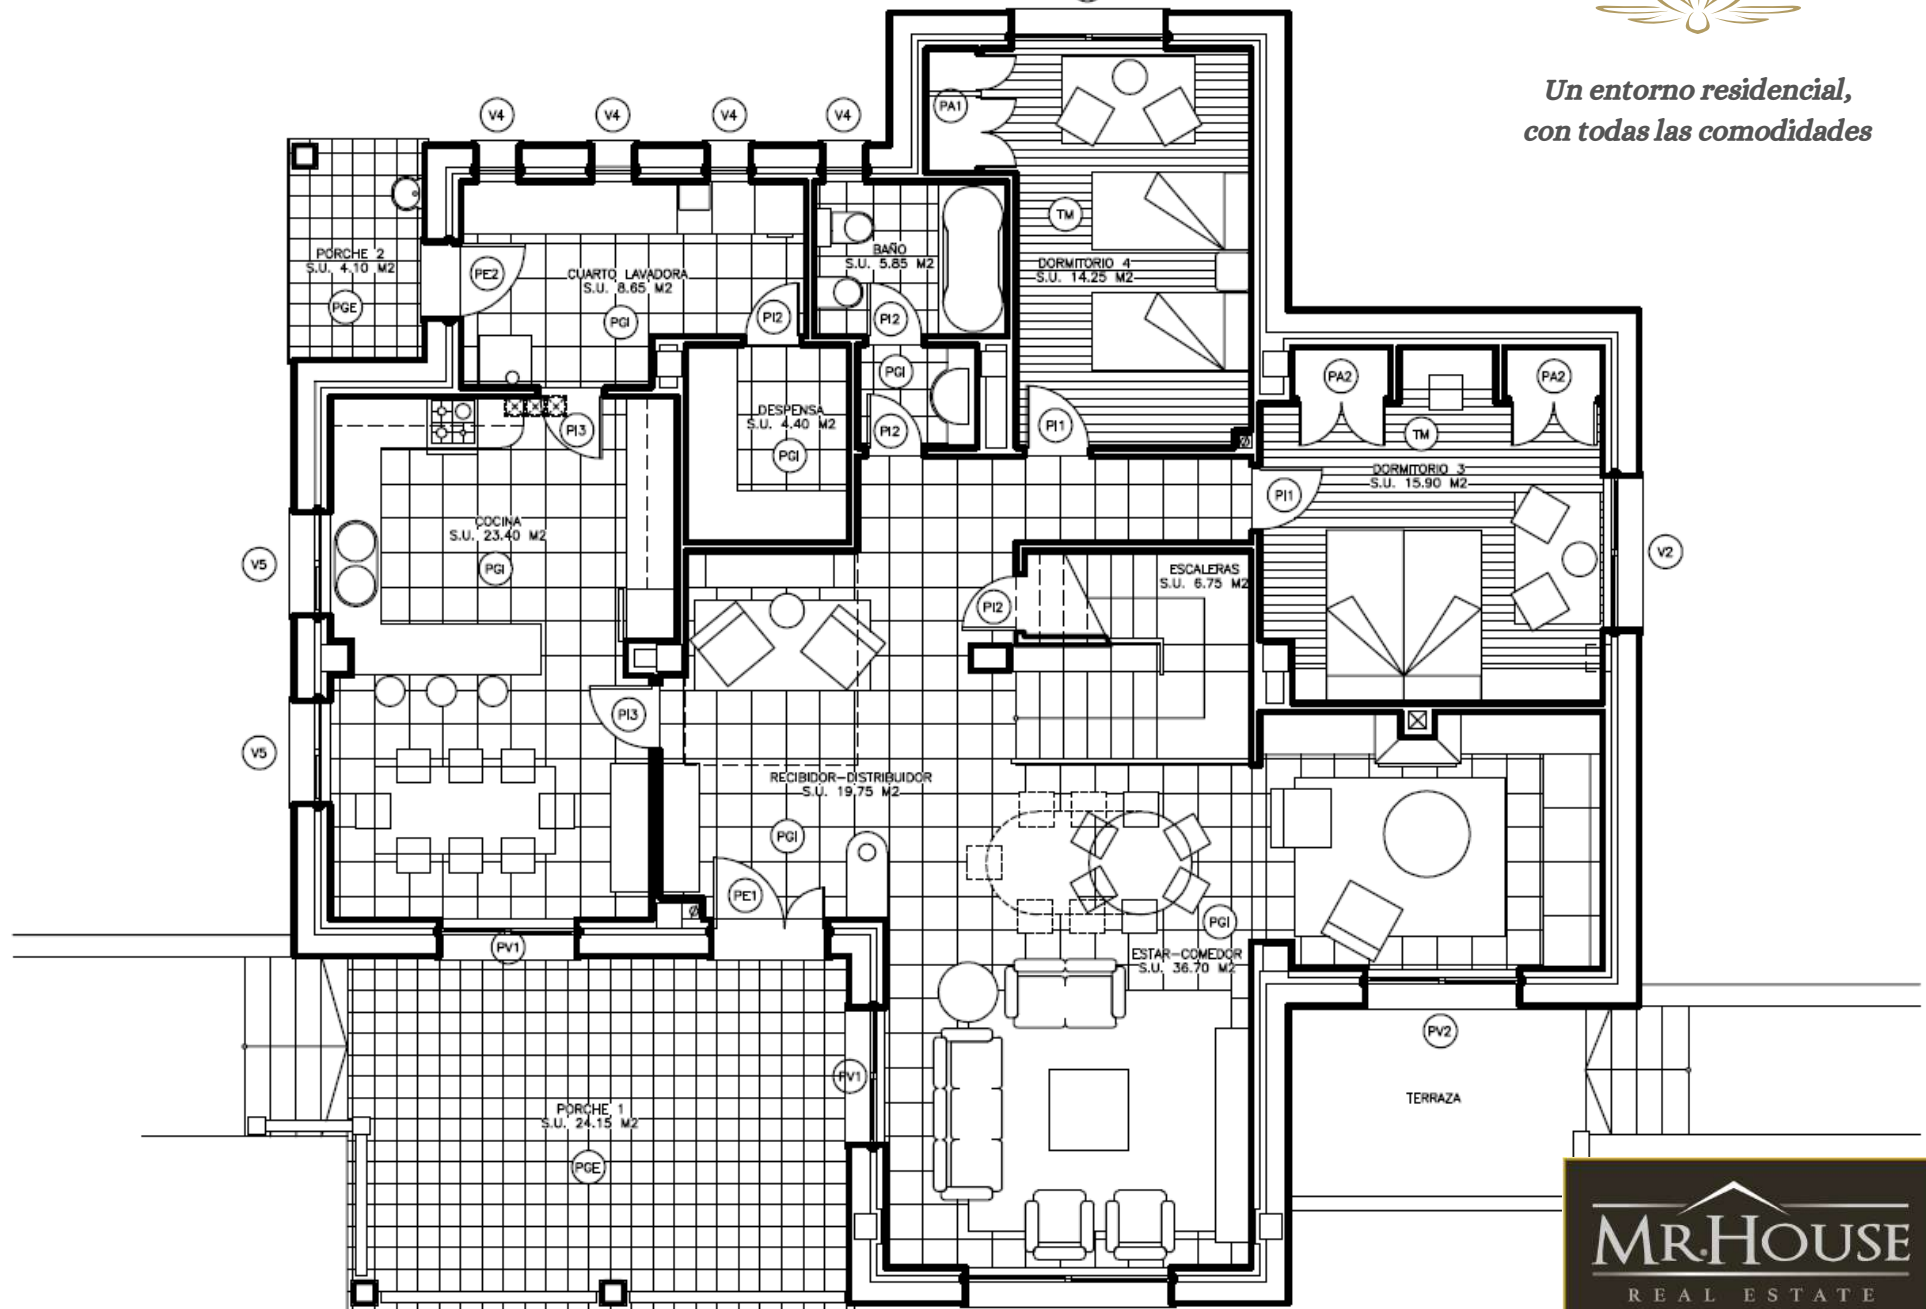 Un entorno residencial,
con todas las comodidades
V4
V4
V4
V4
PA1
TM
PORCHE 2
S.U. 4.10 M2
PGE
PE2
CUARTO LAVADORA
S.U. 8.65 M2
PGI
PI2
BAÑO
S.U. 5.85 M2
PI2
PGI
PI2
DORMITORIO 4
S.U. 14.25 M2
PI1
PA2
PA2
TM
DORMITORIO 3
S.U. 15.90 M2
PI1
V2
DESPENSA
S.U. 4.40 M2
PGI
PI3
COCINA
S.U. 23.40 M2
PGI
V5
V5
ESCALERAS
S.U. 6.75 M2
PI2
PI3
RECIBIDOR-DISTRIBUIDOR
S.U. 19.75 M2
PGI
PE1
PV1
PGI
ESTAR-COMEDOR
S.U. 36.70 M2
PV1
PV2
TERRAZA
PORCHE 1
S.U. 24.15 M2
PGE
MR.HOUSE
REAL ESTATE